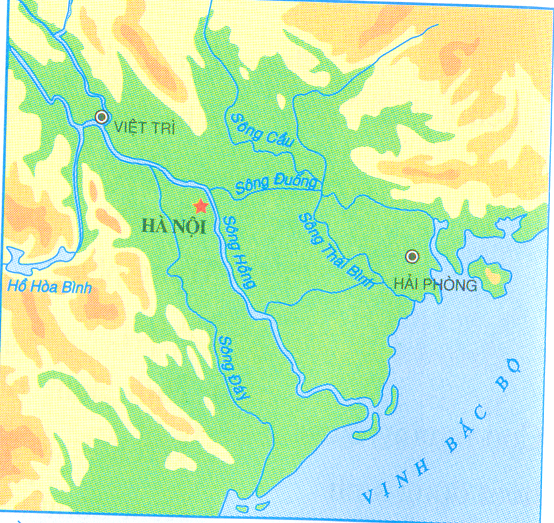 Sông Cầu
VIỆT TRÌ
Sông Đuống
HÀ NỘI
Sông Hồng
Sông Thái Bình
HẢI PHÒNG
Hồ Hòa Bình
Sông Đáy
VỊNH BẮC BỘ